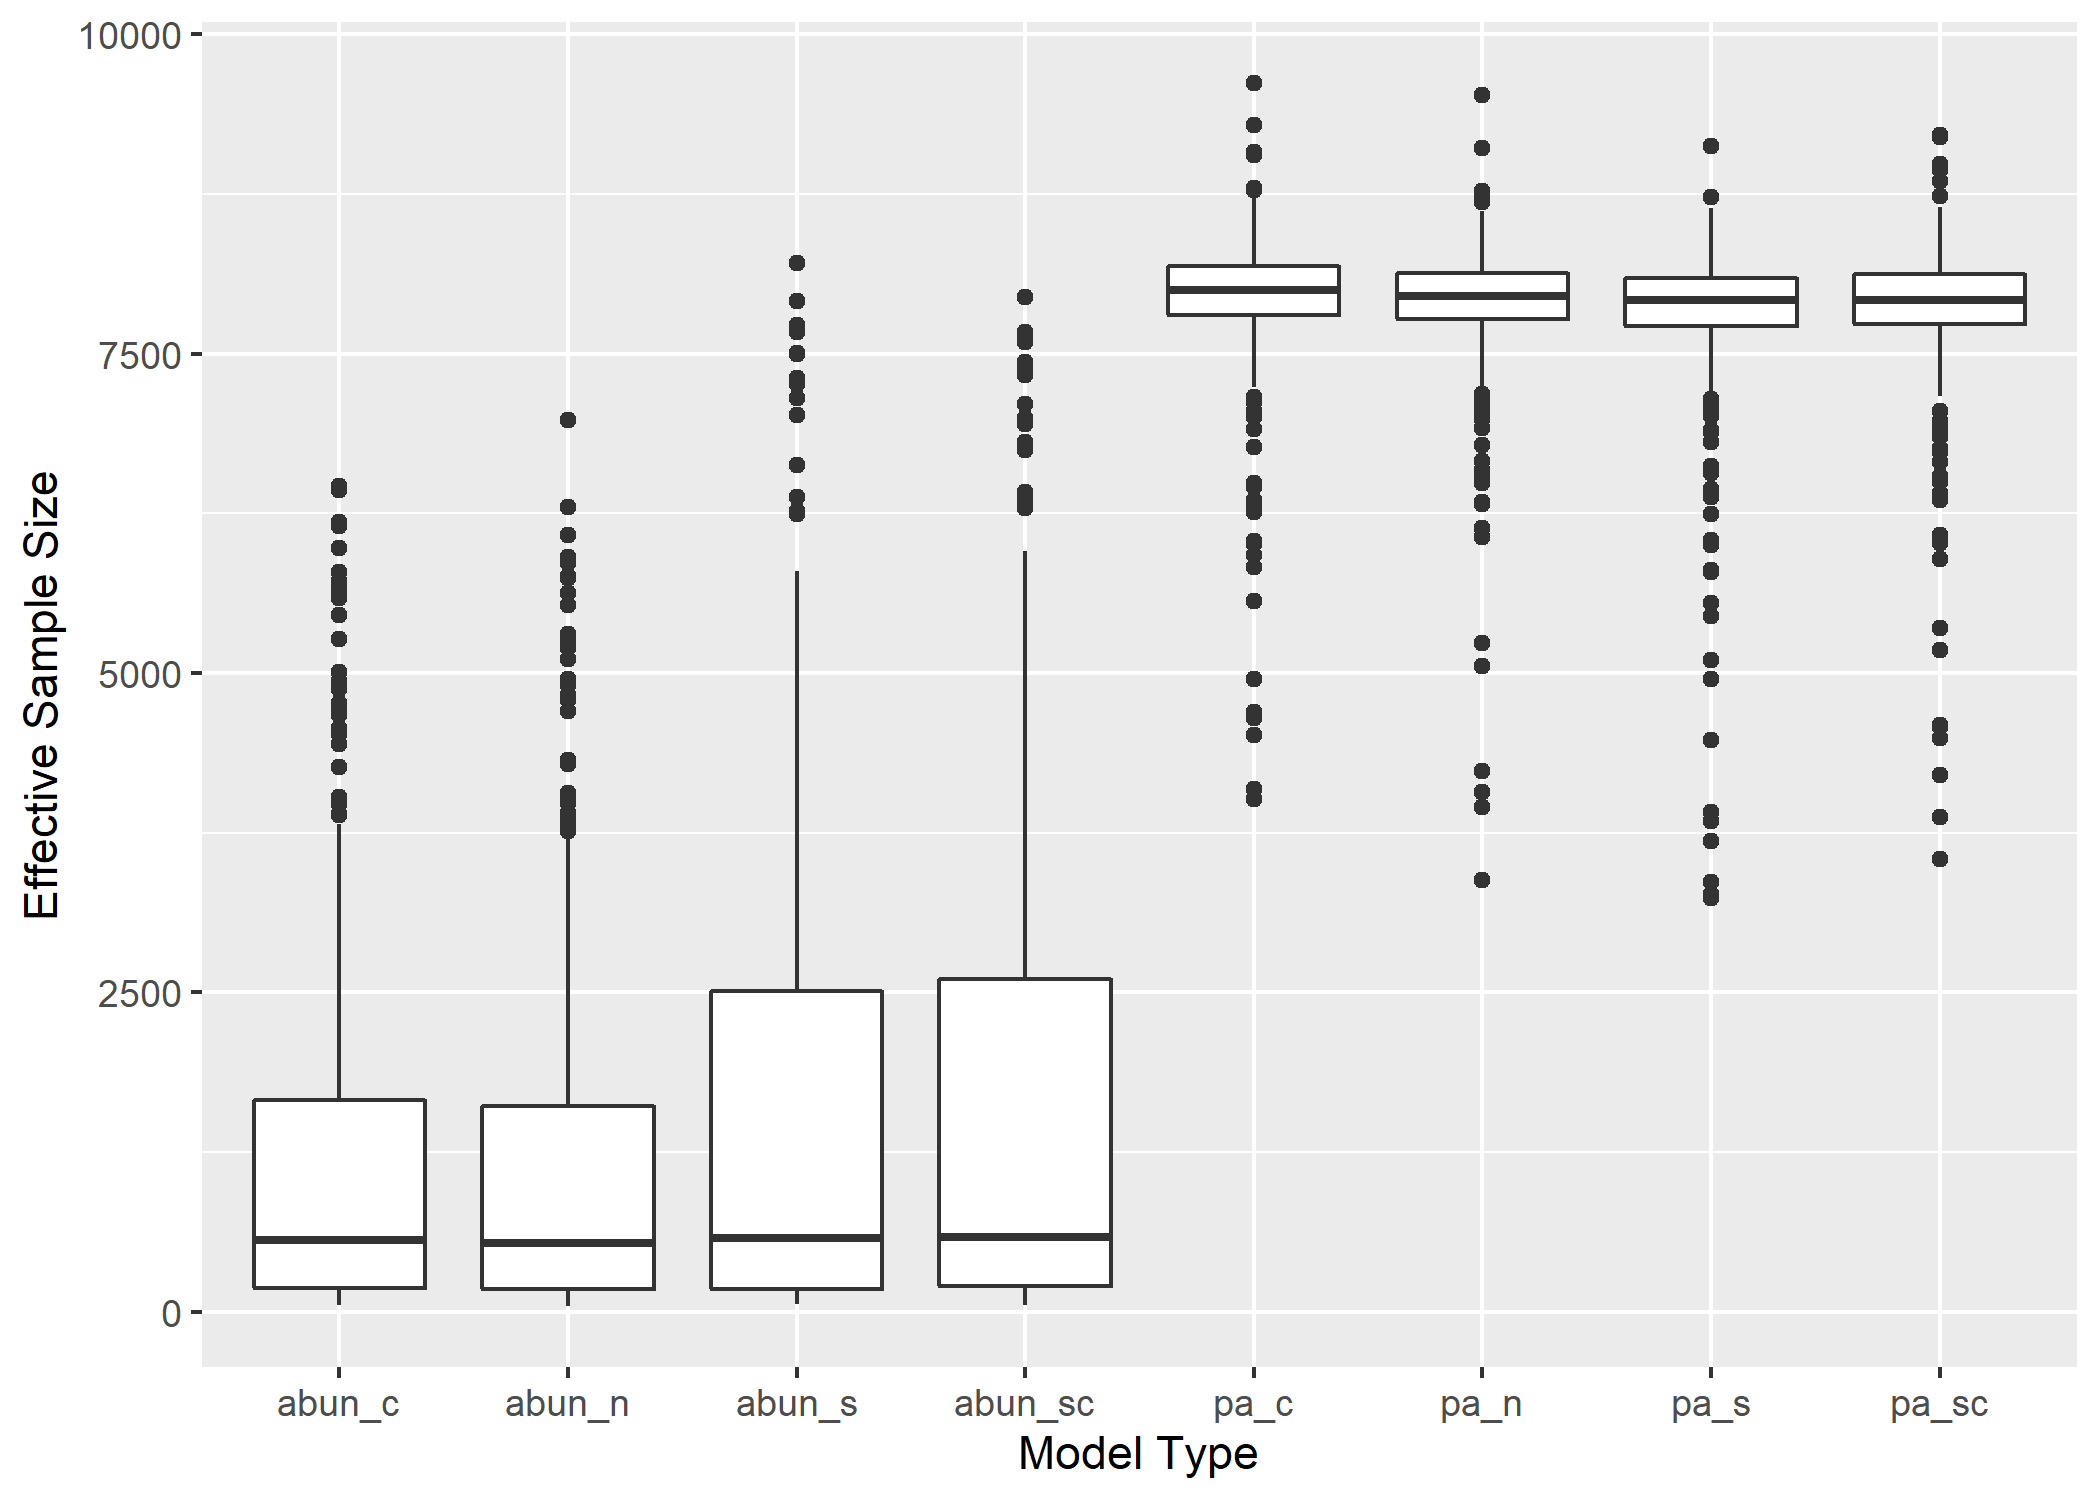 Effective Sample Size
10000
7500
5000
2500
0
abun_c abun_n abun_s abun_sc pa_c pa_n pa_s pa_sc
Model Type